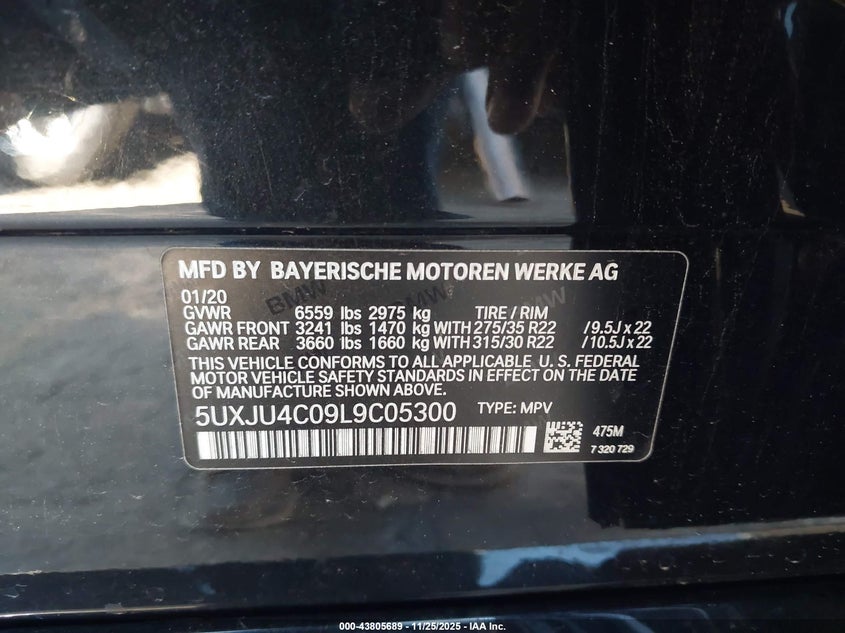 MFD BY BAYERISCHE MOTOREN WERKE AG
01/20
GVWR 6559 lbs 2975 kg TIRE / RIM
GAWR FRONT 3241 lbs 1470 kg WITH 275/35 R22 /9.5J x 22
GAWR REAR 3660 lbs 1660 kg WITH 315/30 R22 /10.5J x 22
THIS VEHICLE CONFORMS TO ALL APPLICABLE U. S. FEDERAL
MOTOR VEHICLE SAFETY STANDARDS IN EFFECT ON THE DATE
OF MANUFACTURE SHOWN ABOVE.
5UXJU4C09L9C05300 TYPE: MPV
475M
7 320 729
BMW
BMW
000-43805689 - 11/25/2025 - IAA Inc.